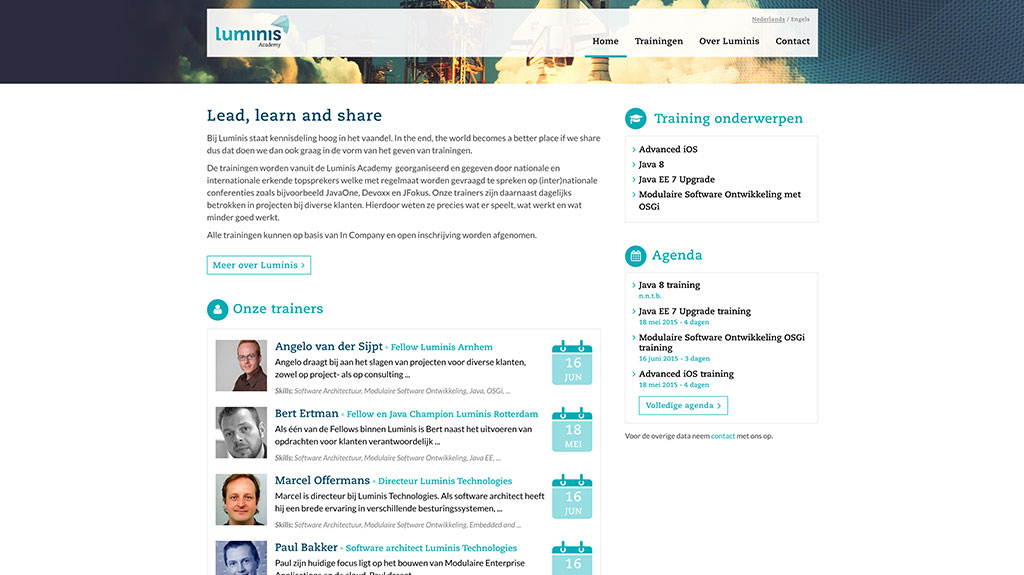 luminis
Academy
Nederlands / Engels
Home Trainingen Over Luminis Contact
Lead, learn and share
Bij Luminis staat kennisdeling hoog in het vaandel. In the end, the world becomes a better place if we share
dus dat doen we dan ook graag in de vorm van het geven van trainingen.
De trainingen worden vanuit de Luminis Academy georganiseerd en gegeven door nationale en
internationale erkende topsprekers welke met regelmaat worden gevraagd te spreken op (inter)nationale
conferenties zoals bijvoorbeeld JavaOne, Devoxx en JFokus. Onze trainers zijn daarnaast dagelijks
betrokken in projecten bij diverse klanten. Hierdoor weten ze precies wat er speelt, wat werkt en wat
minder goed werkt.
Alle trainingen kunnen op basis van In Company en open inschrijving worden afgenomen.
Meer over Luminis >
Onze trainers
Angelo van der Sijpt • Fellow Luminis Arnhem
Angelo draagt bij aan het slagen van projecten voor diverse klanten,
zowel op project- als op consulting ...
Skills: Software Architectuur, Modulaire Software Ontwikkeling, Java, OSGi, ...
16
JUN
Bert Ertman • Fellow en Java Champion Luminis Rotterdam
Als één van de Fellows binnen Luminis is Bert naast het uitvoeren van
opdrachten voor klanten verantwoordelijk ...
Skills: Software Architectuur, Modulaire Software Ontwikkeling, Java EE, ...
18
MEI
Marcel Offermans • Directeur Luminis Technologies
Marcel is directeur bij Luminis Technologies. Als software architect heeft
hij een brede ervaring in verschillende besturingssystemen, ...
Skills: Software Architectuur, Modulaire Software Ontwikkeling, Embedded and ...
16
JUN
Paul Bakker • Software architect Luminis Technologies
Paul zijn huidige focus ligt op het bouwen van Modulaire Enterprise
Applications en de cloud. Paul draagt
16
Training onderwerpen
> Advanced iOS
> Java 8
> Java EE 7 Upgrade
> Modulaire Software Ontwikkeling met
OSGi
Agenda
> Java 8 training
n.n.t.b.
> Java EE 7 Upgrade training
18 mei 2015 - 4 dagen
> Modulaire Software Ontwikkeling OSGi
training
16 juni 2015 - 3 dagen
> Advanced iOS training
18 mei 2015 - 4 dagen
Volledige agenda >
Voor de overige data neem contact met ons op.